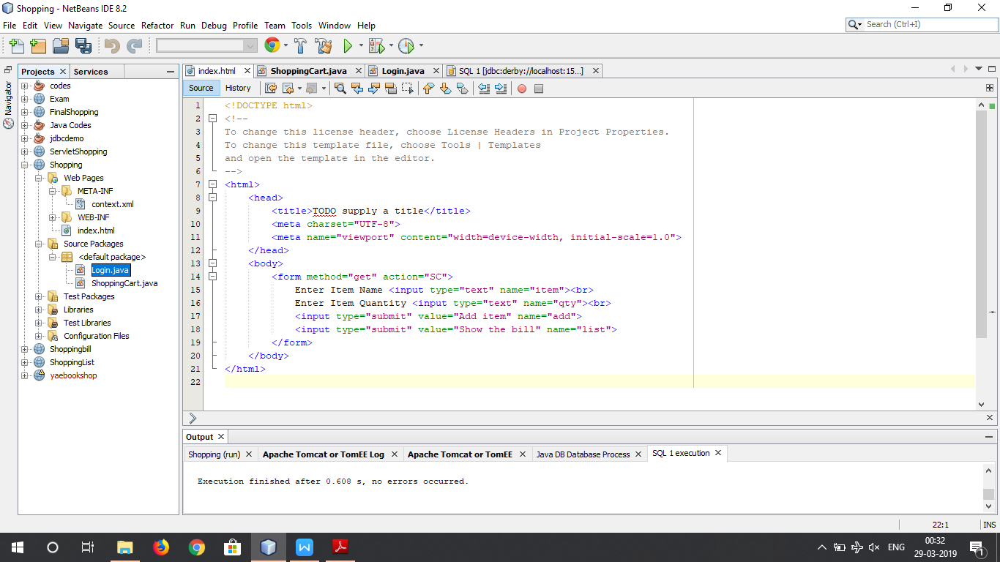 Shopping - NetBeans IDE 8.2
File Edit View Navigate Source Refactor Run Debug Profile Team Tools Window Help
Search (Ctrl+I)
Navigator
Projects
Services
codes
Exam
FinalShopping
Java Codes
jdbcdemo
ServletShopping
Shopping
Web Pages
META-INF
context.xml
WEB-INF
index.html
Source Packages
<default package>
Login.java
ShoppingCart.java
Test Packages
Libraries
Test Libraries
Configuration Files
Shoppingbill
ShoppingList
yaebookshop
index.html
ShoppingCart.java
Login.java
SQL 1 [jdbc:derby://localhost:15...]
Source
History
1 <!DOCTYPE html>
2 <!--
3 To change this license header, choose License Headers in Project Properties.
4 To change this template file, choose Tools | Templates
5 and open the template in the editor.
6 -->
7 <html>
8 <head>
9 <title>TODO supply a title</title>
10 <meta charset="UTF-8">
11 <meta name="viewport" content="width=device-width, initial-scale=1.0">
12 </head>
13 <body>
14 <form method="get" action="SC">
15 Enter Item Name <input type="text" name="item"><br>
16 Enter Item Quantity <input type="text" name="qty"><br>
17 <input type="submit" value="Add item" name="add">
18 <input type="submit" value="Show the bill" name="list">
19 </form>
20 </body>
21 </html>
22
Output
Shopping (run)
Apache Tomcat or TomEE Log
Apache Tomcat or TomEE
Java DB Database Process
SQL 1 execution
Execution finished after 0.608 s, no errors occurred.
22:1
INS
ENG
00:32
29-03-2019
1